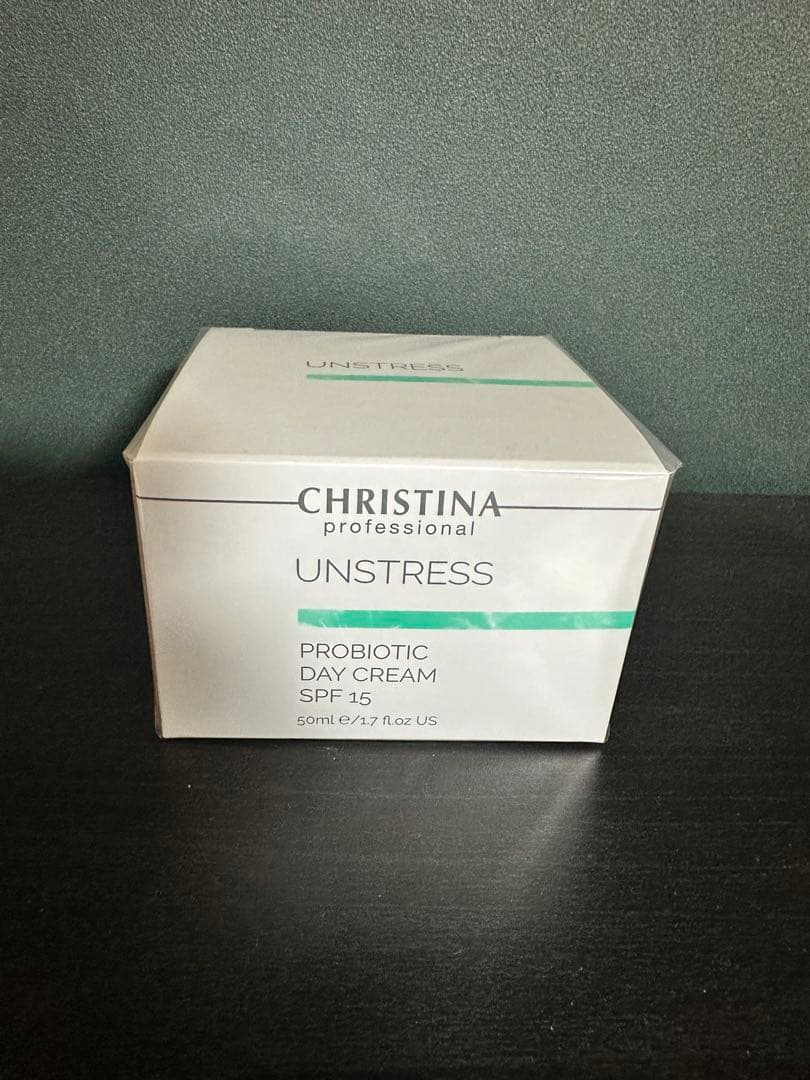 UNSTRESS
CHRISTINA
professional
UNSTRESS
PROBIOTIC
DAY CREAM
SPF 15
50ml e/1.7 fl.oz US